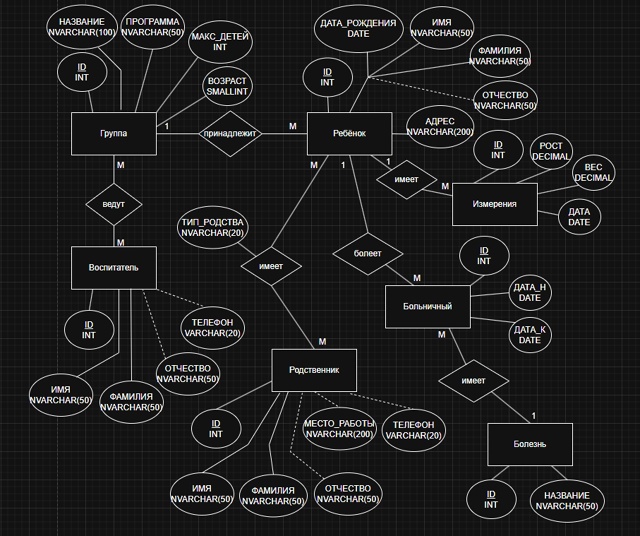 НАЗВАНИЕ
NVARCHAR(100)
ПРОГРАММА
NVARCHAR(50)
МАКС_ДЕТЕЙ
INT
ID
INT
ВОЗРАСТ
SMALLINT
ДАТА_РОЖДЕНИЯ
DATE
ИМЯ
NVARCHAR(50)
ФАМИЛИЯ
NVARCHAR(50)
ID
INT
ОТЧЕСТВО
NVARCHAR(50)
АДРЕС
NVARCHAR(200)
Группа
1
принадлежит
M
Ребёнок
ID
INT
РОСТ
DECIMAL
ВЕС
DECIMAL
M
M
1
1
имеет
M
Измерения
ДАТА
DATE
ведут
ТИП_РОДСТВА
NVARCHAR(20)
M
Воспитатель
имеет
болеет
ID
INT
M
Больничный
ДАТА_Н
DATE
ДАТА_К
DATE
M
ID
INT
ТЕЛЕФОН
VARCHAR(20)
ОТЧЕСТВО
NVARCHAR(50)
ИМЯ
NVARCHAR(50)
ФАМИЛИЯ
NVARCHAR(50)
M
Родственник
имеет
1
Болезнь
ID
INT
МЕСТО_РАБОТЫ
NVARCHAR(200)
ТЕЛЕФОН
VARCHAR(20)
ИМЯ
NVARCHAR(50)
ФАМИЛИЯ
NVARCHAR(50)
ОТЧЕСТВО
NVARCHAR(50)
ID
INT
НАЗВАНИЕ
NVARCHAR(50)